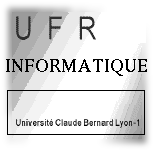 U F R
INFORMATIQUE
Université Claude Bernard Lyon-1